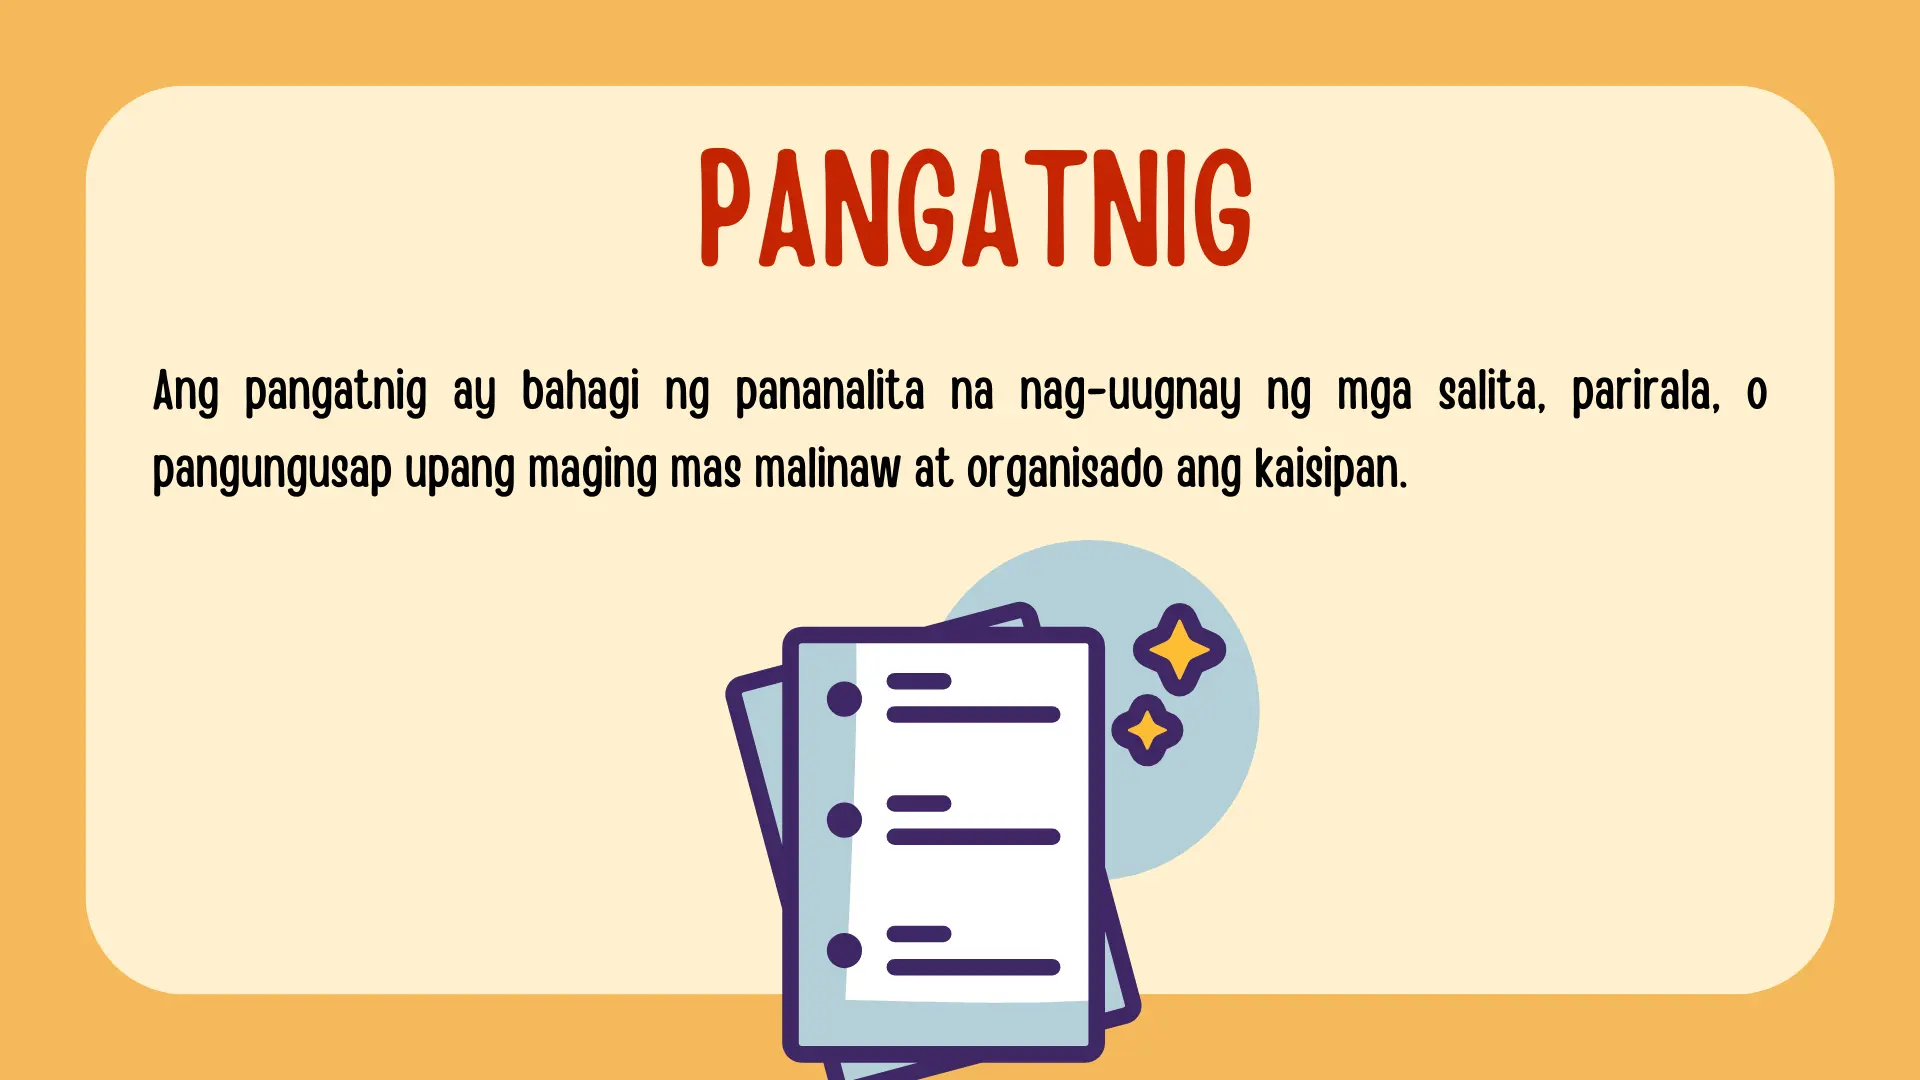 PANGATNIG
Ang pangatnig ay bahagi ng pananalita na nag-uugnay ng mga salita, parirala, o
pangungusap upang maging mas malinaw at organisado ang kaisipan.